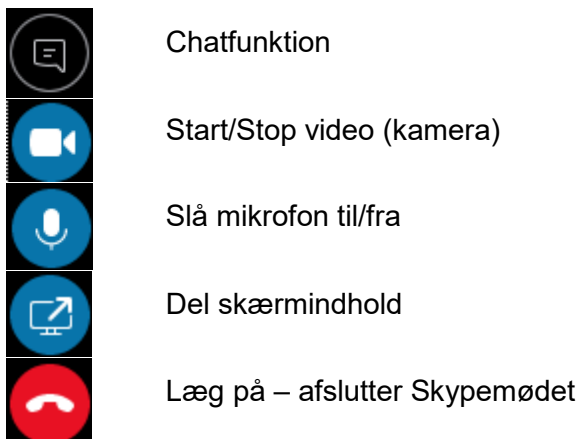 Chatfunktion
Start/Stop video (kamera)
Slå mikrofon til/fra
Del skærmindhold
Læg på – afslutter Skypemødet